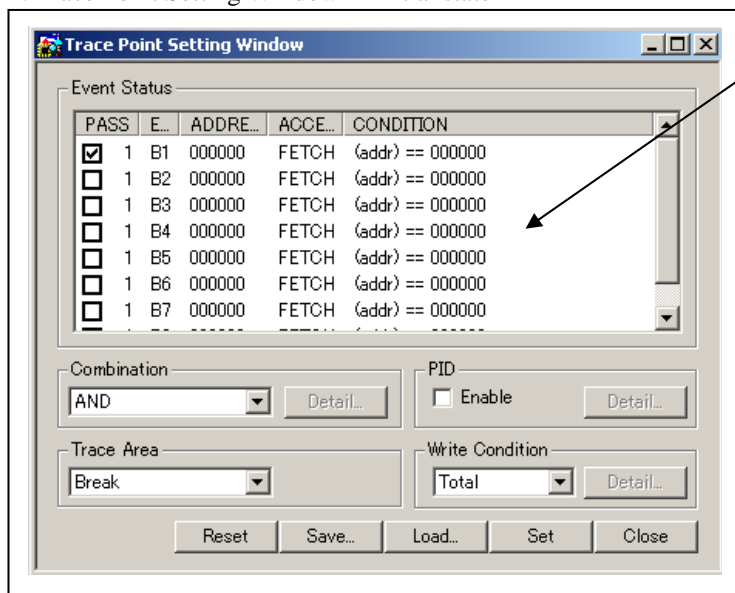 Trace Point Setting Window
Event Status
PASS E... ADDRE... ACCE... CONDITION
1 B1 000000 FETCH (addr) == 000000
1 B2 000000 FETCH (addr) == 000000
1 B3 000000 FETCH (addr) == 000000
1 B4 000000 FETCH (addr) == 000000
1 B5 000000 FETCH (addr) == 000000
1 B6 000000 FETCH (addr) == 000000
1 B7 000000 FETCH (addr) == 000000
Combination
AND Detail...
PID
Enable Detail...
Trace Area
Break
Write Condition
Total Detail...
Reset Save... Load... Set Close